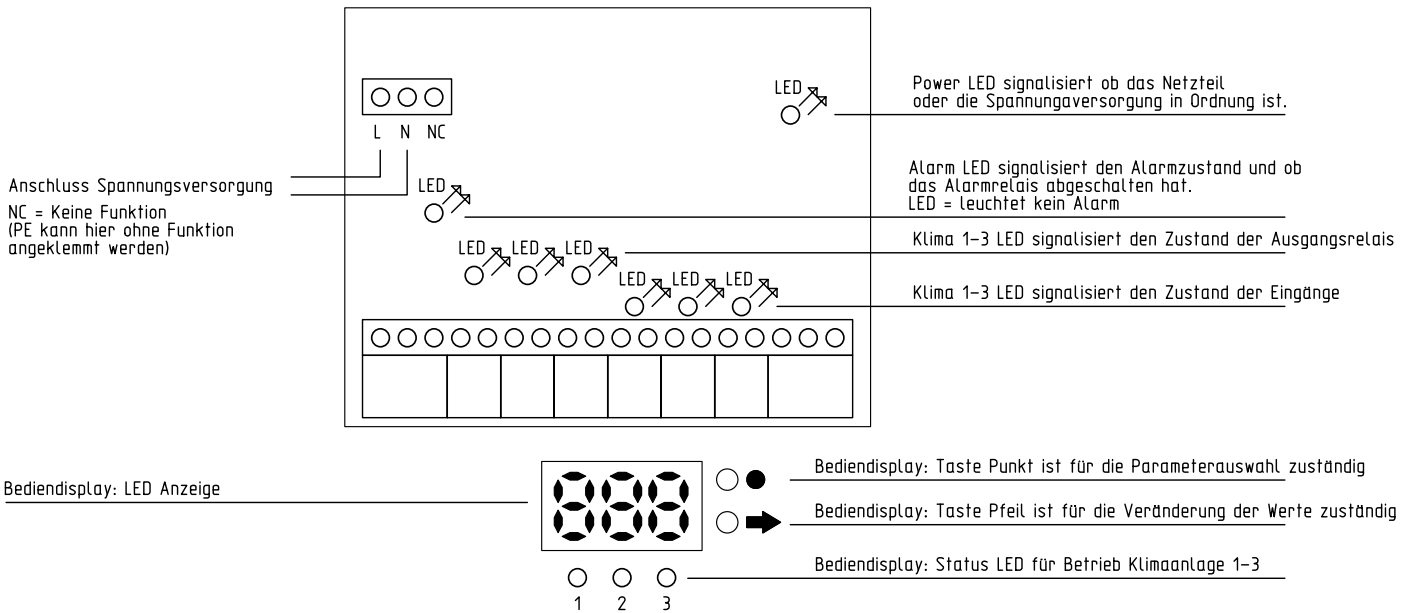 LED
Power LED signalisiert ob das Netzteil
oder die Spannungaversorgung in Ordnung ist.
L N NC
Anschluss Spannungsversorgung
NC = Keine Funktion
(PE kann hier ohne Funktion
angeklemmt werden)
LED
Alarm LED signalisiert den Alarmzustand und ob
das Alarmrelais abgeschalten hat.
LED = leuchtet kein Alarm
LED LED LED
Klima 1-3 LED signalisiert den Zustand der Ausgangsrelais
LED LED LED
Klima 1-3 LED signalisiert den Zustand der Eingänge
Bediendisplay: LED Anzeige
888
Bediendisplay: Taste Punkt ist für die Parameterauswahl zuständig
Bediendisplay: Taste Pfeil ist für die Veränderung der Werte zuständig
Bediendisplay: Status LED für Betrieb Klimaanlage 1-3
1 2 3